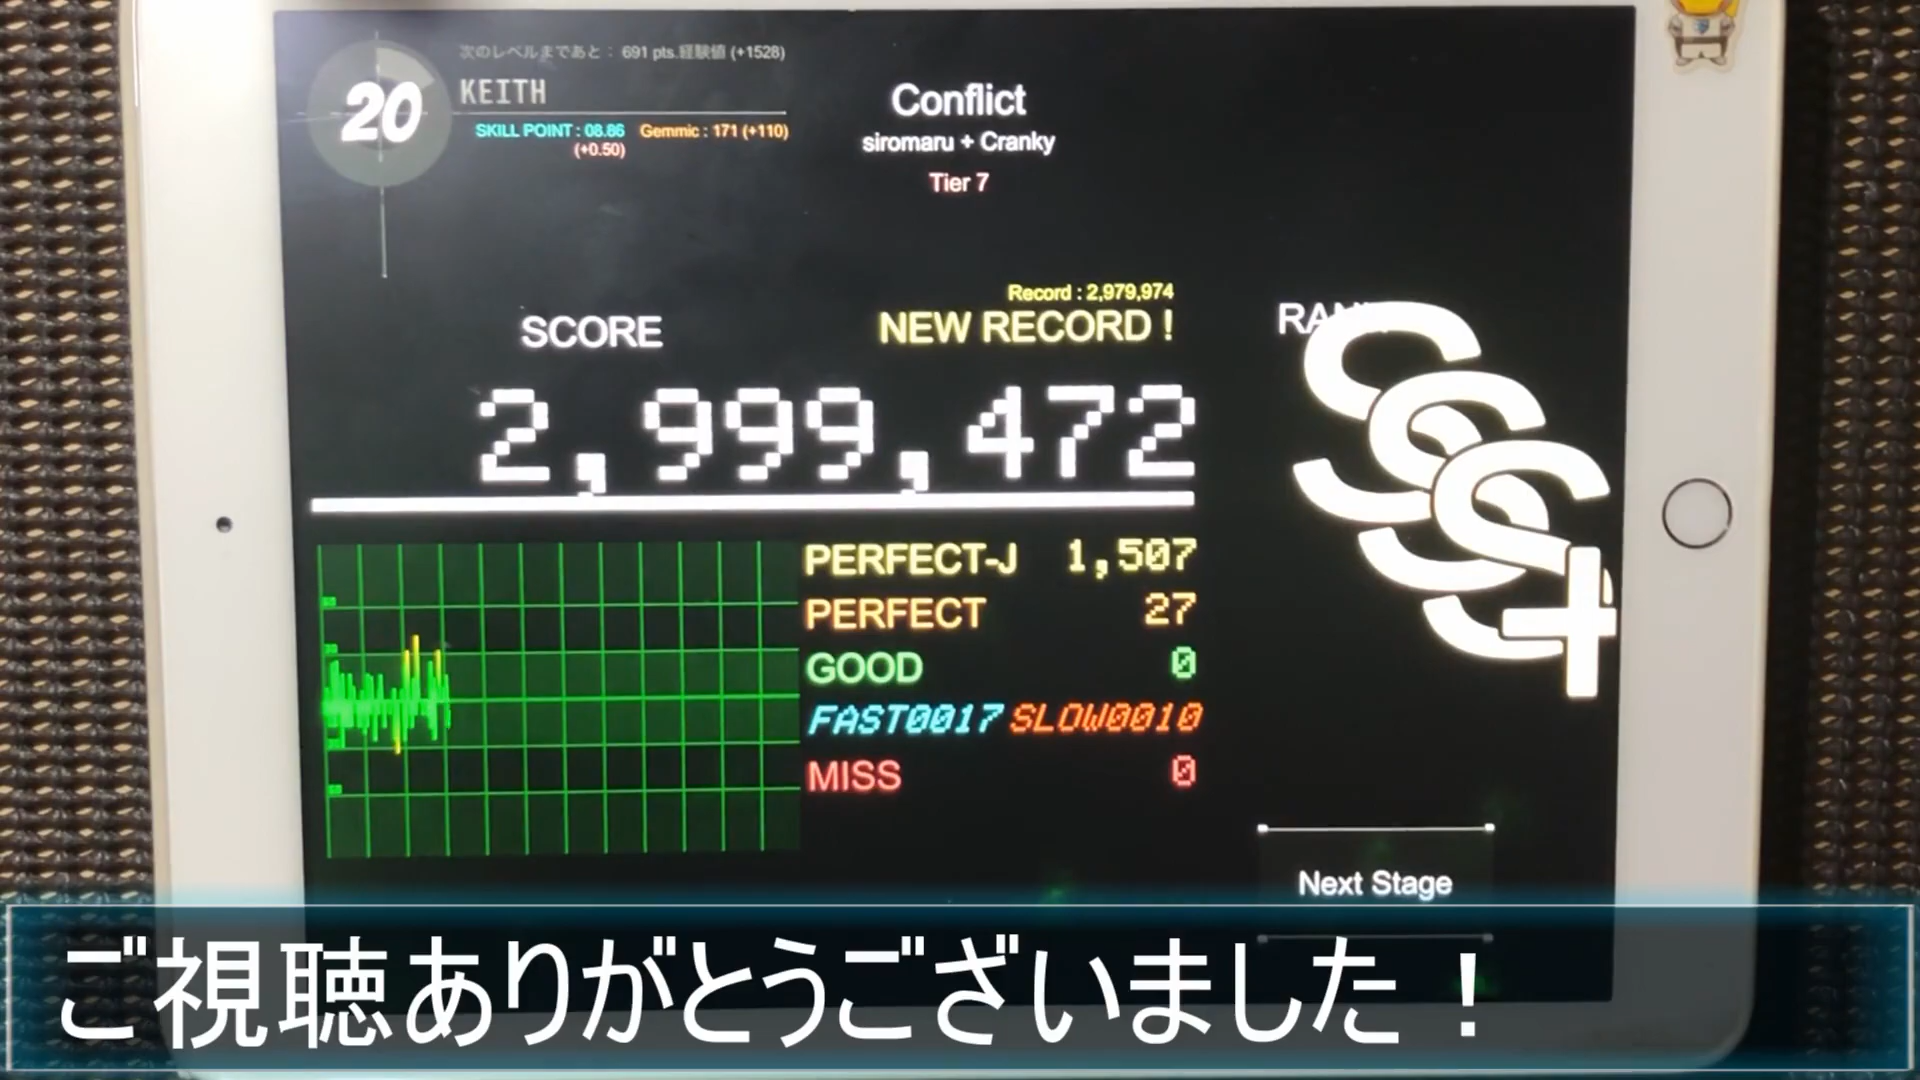 次のレベルまであと： 691 pts.経験値 (+1528)
20
KEITH
SKILL POINT : 08.86 Gemmic : 171 (+110)
(+0.50)
Conflict
siromaru + Cranky
Tier 7
Record : 2,979,974
SCORE
NEW RECORD !
RANK
2,999,472
SSS+
PERFECT-J 1,507
PERFECT 27
GOOD 0
FAST0017 SLOW0010
MISS 0
Next Stage
ご視聴ありがとうございました！